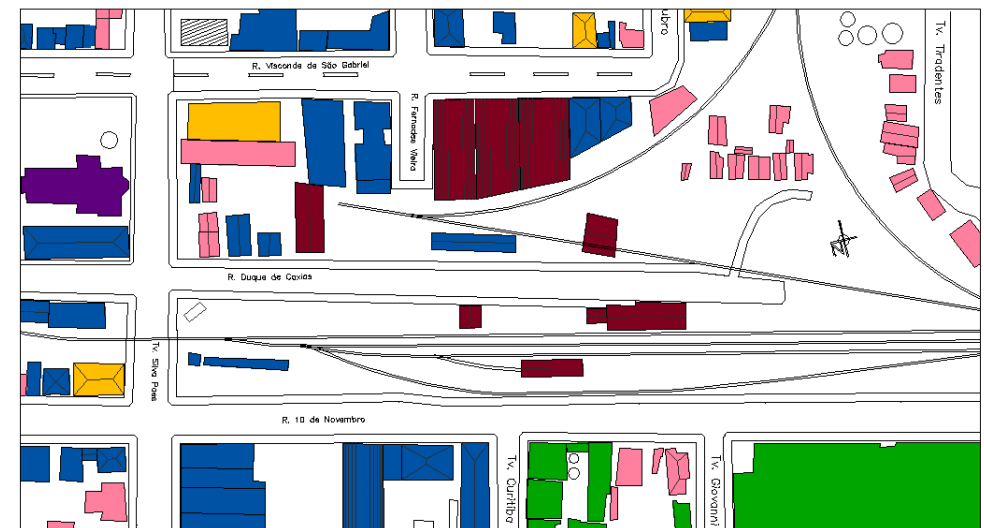 ubro
Tv. Tiradentes
R. Visconde de São Gabriel
R. Fernades Vieira
R. Duque de Caxias
Tv. Silva Paes
R. 10 de Novembro
Tv. Curitiba
Tv. Giovanni
N